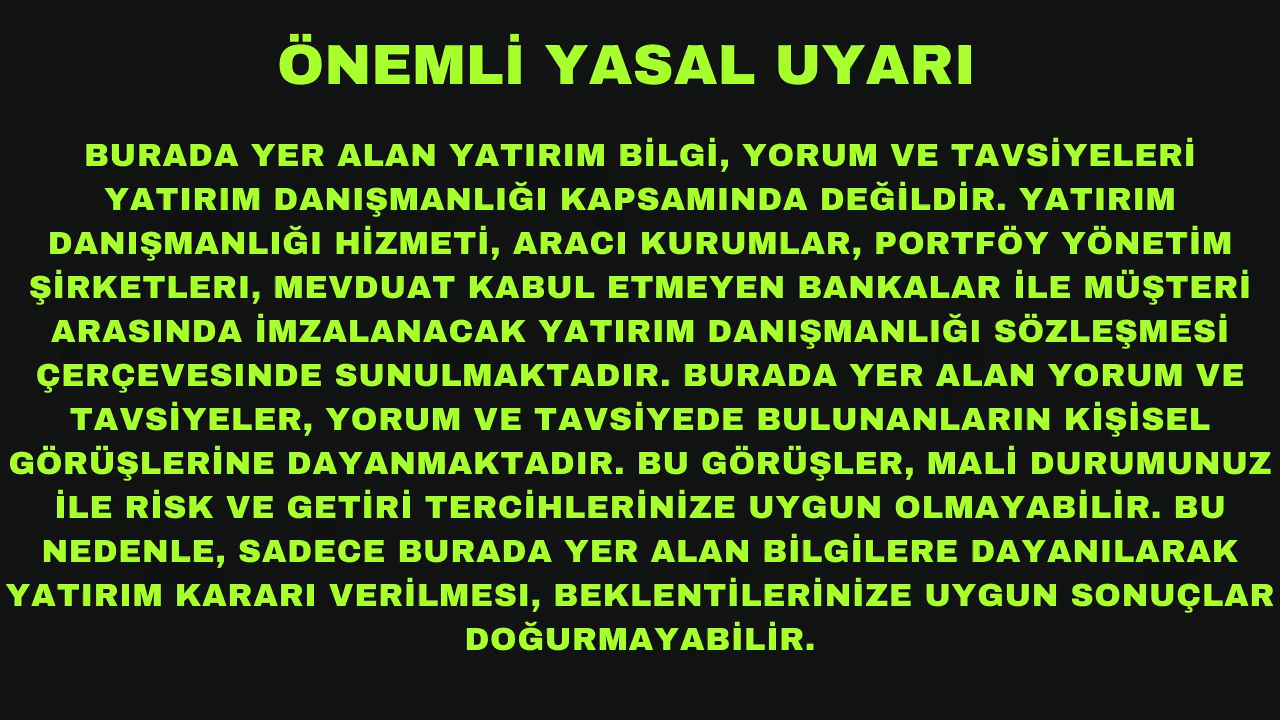 ÖNEMLİ YASAL UYARI
BURADA YER ALAN YATIRIM BİLGİ, YORUM VE TAVSİYELERİ
YATIRIM DANIŞMANLIĞI KAPSAMINDA DEĞİLDİR. YATIRIM
DANIŞMANLIĞI HİZMETİ, ARACI KURUMLAR, PORTFÖY YÖNETİM
ŞİRKETLERI, MEVDUAT KABUL ETMEYEN BANKALAR İLE MÜŞTERİ
ARASINDA İMZALANACAK YATIRIM DANIŞMANLIĞI SÖZLEŞMESİ
ÇERÇEVESINDE SUNULMAKTADIR. BURADA YER ALAN YORUM VE
TAVSİYELER, YORUM VE TAVSİYEDE BULUNANLARIN KİŞİSEL
GÖRÜŞLERİNE DAYANMAKTADIR. BU GÖRÜŞLER, MALİ DURUMUNUZ
İLE RİSK VE GETİRİ TERCİHLERİNİZE UYGUN OLMAYABİLİR. BU
NEDENLE, SADECE BURADA YER ALAN BİLGİLERE DAYANILARAK
YATIRIM KARARI VERİLMESI, BEKLENTİLERİNİZE UYGUN SONUÇLAR
DOĞURMAYABİLİR.